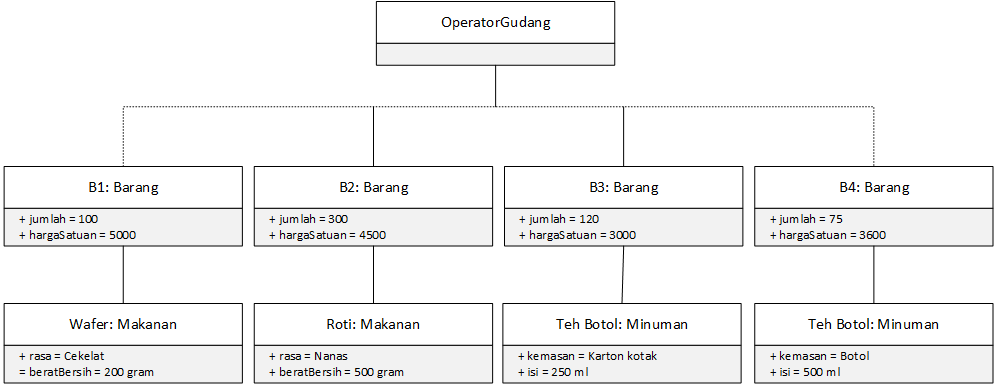 OperatorGudang
B1: Barang
+ jumlah = 100
+ hargaSatuan = 5000
B2: Barang
+ jumlah = 300
+ hargaSatuan = 4500
B3: Barang
+ jumlah = 120
+ hargaSatuan = 3000
B4: Barang
+ jumlah = 75
+ hargaSatuan = 3600
Wafer: Makanan
+ rasa = Cekelat
= beratBersih = 200 gram
Roti: Makanan
+ rasa = Nanas
+ beratBersih = 500 gram
Teh Botol: Minuman
+ kemasan = Karton kotak
+ isi = 250 ml
Teh Botol: Minuman
+ kemasan = Botol
+ isi = 500 ml